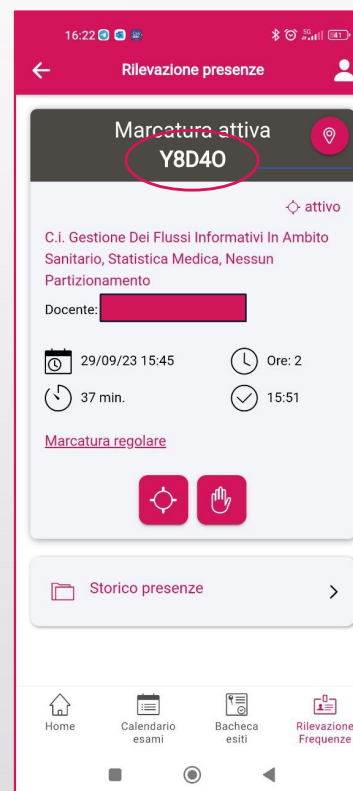 16:22 5G 41
Rilevazione presenze
Marcatura attiva
Y8D4O
attivo
C.i. Gestione Dei Flussi Informativi In Ambito
Sanitario, Statistica Medica, Nessun
Partizionamento
Docente:
29/09/23 15:45 Ore: 2
37 min. 15:51
Marcatura regolare
Storico presenze
Home Calendario esami Bacheca esiti Rilevazione Frequenze